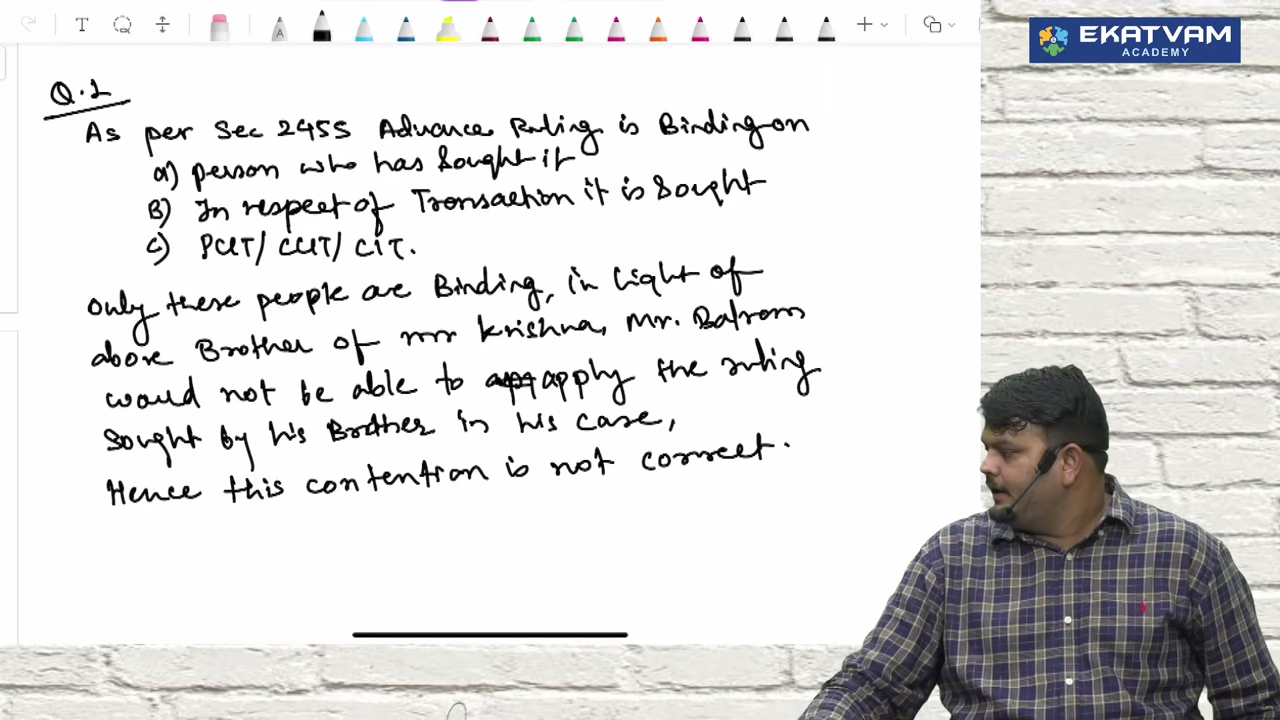 EKATVAM
ACADEMY
Q.1
As per Sec 245S Advance Ruling is Binding on
a) person who has Sought it
B) In respect of Transaction it is Sought
C) PCIT/ CCIT/ CIT.
only these people are Binding, in light of
above Brother of mr Krishna, Mr. Balram
would not be able to apply the ruling
Sought by his Brother in his case,
Hence this contention is not correct.